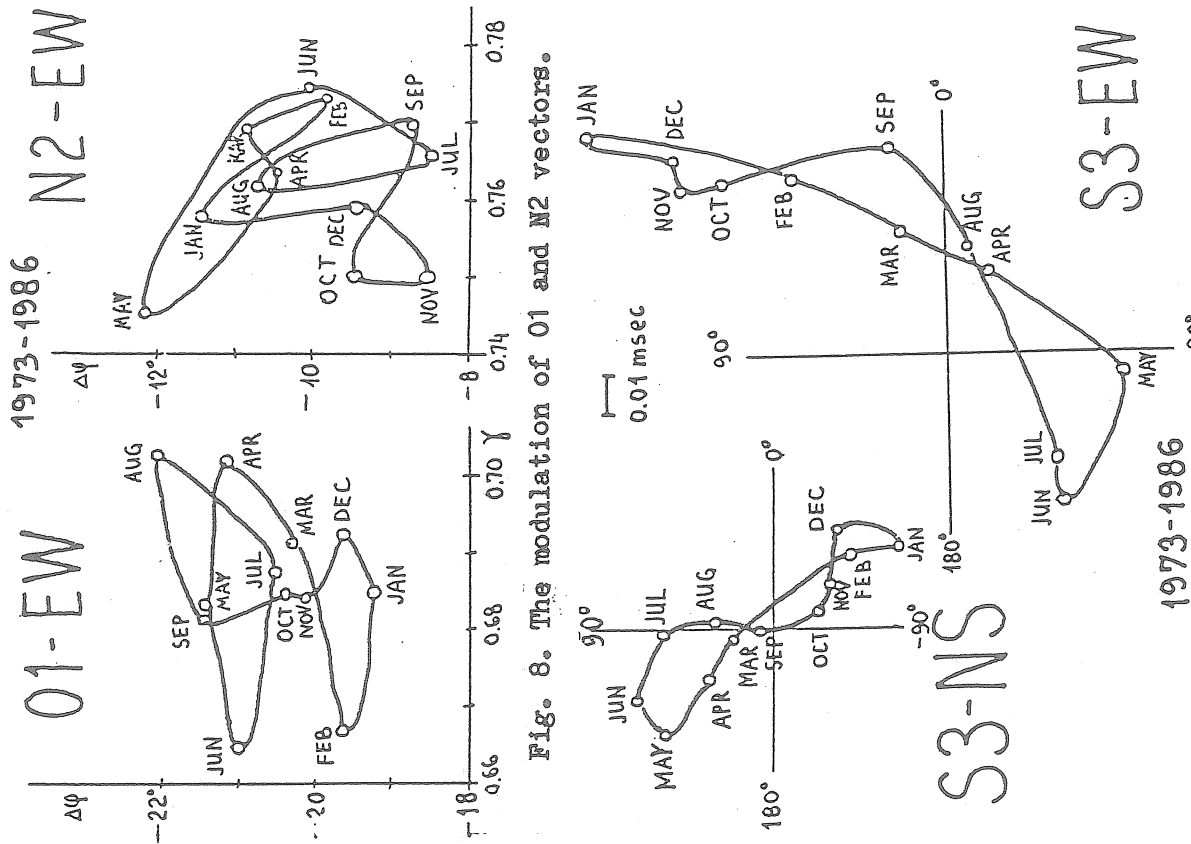 O1-EW
1973-1986
N2-EW
Δφ
-22°
-20
-18
0.66
0.68
0.70
γ
AUG
APR
MAR
DEC
SEP
MAY
JUL
OCT
NOV
JAN
JUN
FEB
Δφ
-12°
-10
-8
0.74
0.76
0.78
MAY
JUN
FEB
MAR
SEP
APR
AUG
JUL
JAN
DEC
OCT
NOV
Fig. 8. The modulation of O1 and N2 vectors.
0.01 msec
90°
0°
-90°
180°
JUL
AUG
JUN
MAY
APR
MAR
SEP
OCT
NOV
DEC
FEB
JAN
S3-NS
90°
0°
180°
JAN
DEC
NOV
OCT
FEB
SEP
MAR
AUG
APR
MAY
JUL
JUN
S3-EW
1973-1986